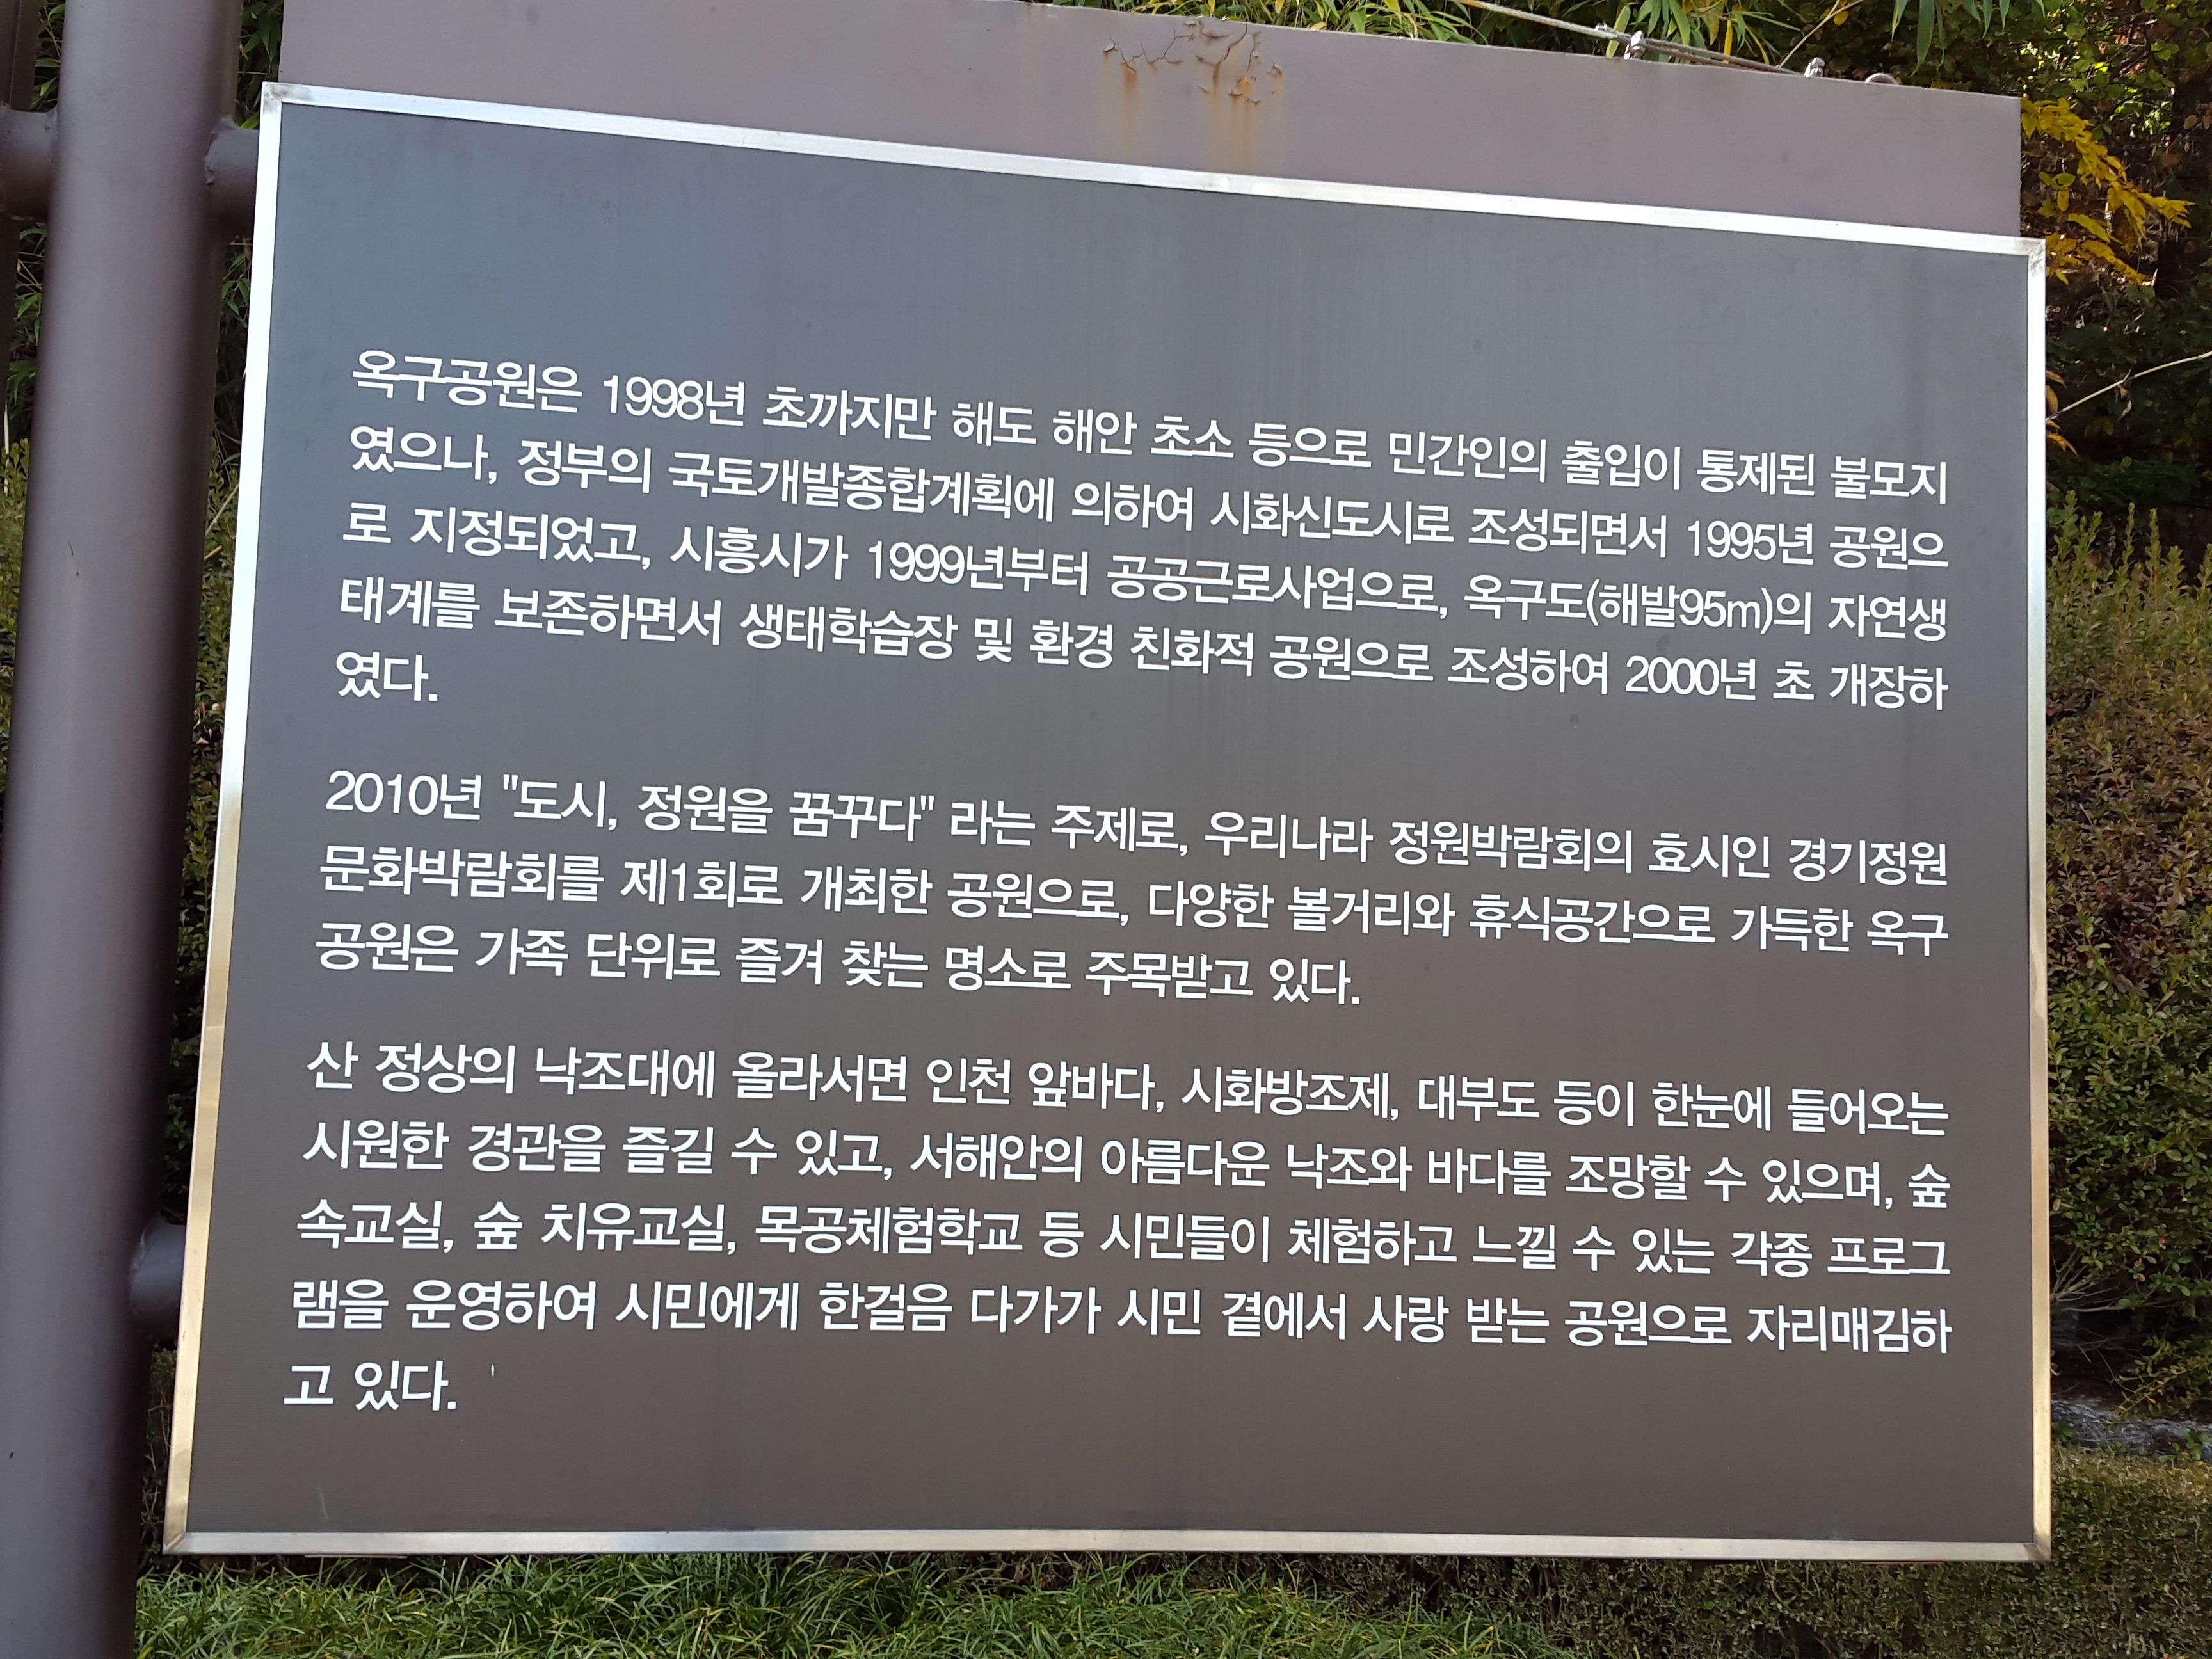 옥구공원은 1998년 초까지만 해도 해안 초소 등으로 민간인의 출입이 통제된 불모지
였으나, 정부의 국토개발종합계획에 의하여 시화신도시로 조성되면서 1995년 공원으
로 지정되었고, 시흥시가 1999년부터 공공근로사업으로, 옥구도(해발95m)의 자연생
태계를 보존하면서 생태학습장 및 환경 친화적 공원으로 조성하여 2000년 초 개장하
였다.
2010년 "도시, 정원을 꿈꾸다" 라는 주제로, 우리나라 정원박람회의 효시인 경기정원
문화박람회를 제1회로 개최한 공원으로, 다양한 볼거리와 휴식공간으로 가득한 옥구
공원은 가족 단위로 즐겨 찾는 명소로 주목받고 있다.
산 정상의 낙조대에 올라서면 인천 앞바다, 시화방조제, 대부도 등이 한눈에 들어오는
시원한 경관을 즐길 수 있고, 서해안의 아름다운 낙조와 바다를 조망할 수 있으며, 숲
속교실, 숲 치유교실, 목공체험학교 등 시민들이 체험하고 느낄 수 있는 각종 프로그
램을 운영하여 시민에게 한걸음 다가가 시민 곁에서 사랑 받는 공원으로 자리매김하
고 있다.